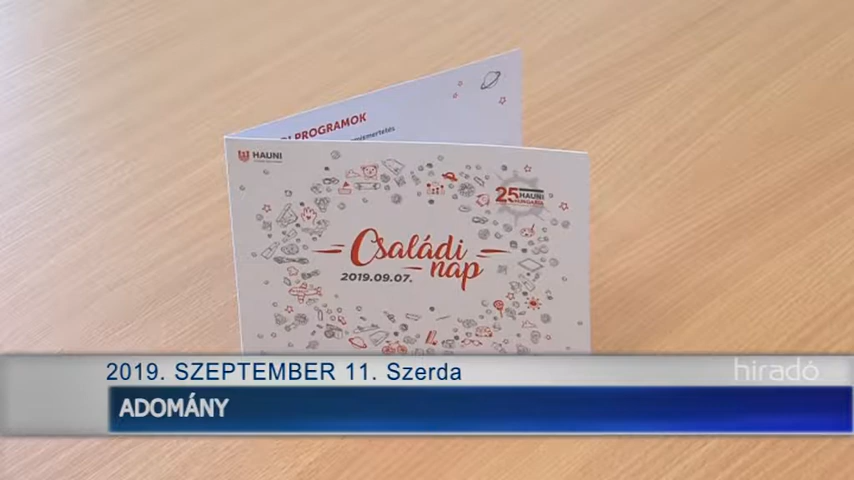 PROGRAMOK
HAUNI
25 HAUNI
HUNGARIA
Családi
nap
2019.09.07.
2019. SZEPTEMBER 11. Szerda
híradó
ADOMÁNY